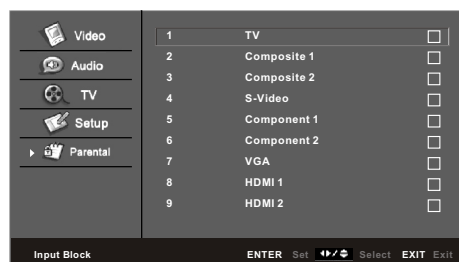 Video
Audio
TV
Setup
Parental
1 TV
2 Composite 1
3 Composite 2
4 S-Video
5 Component 1
6 Component 2
7 VGA
8 HDMI 1
9 HDMI 2
Input Block ENTER Set Select EXIT Exit